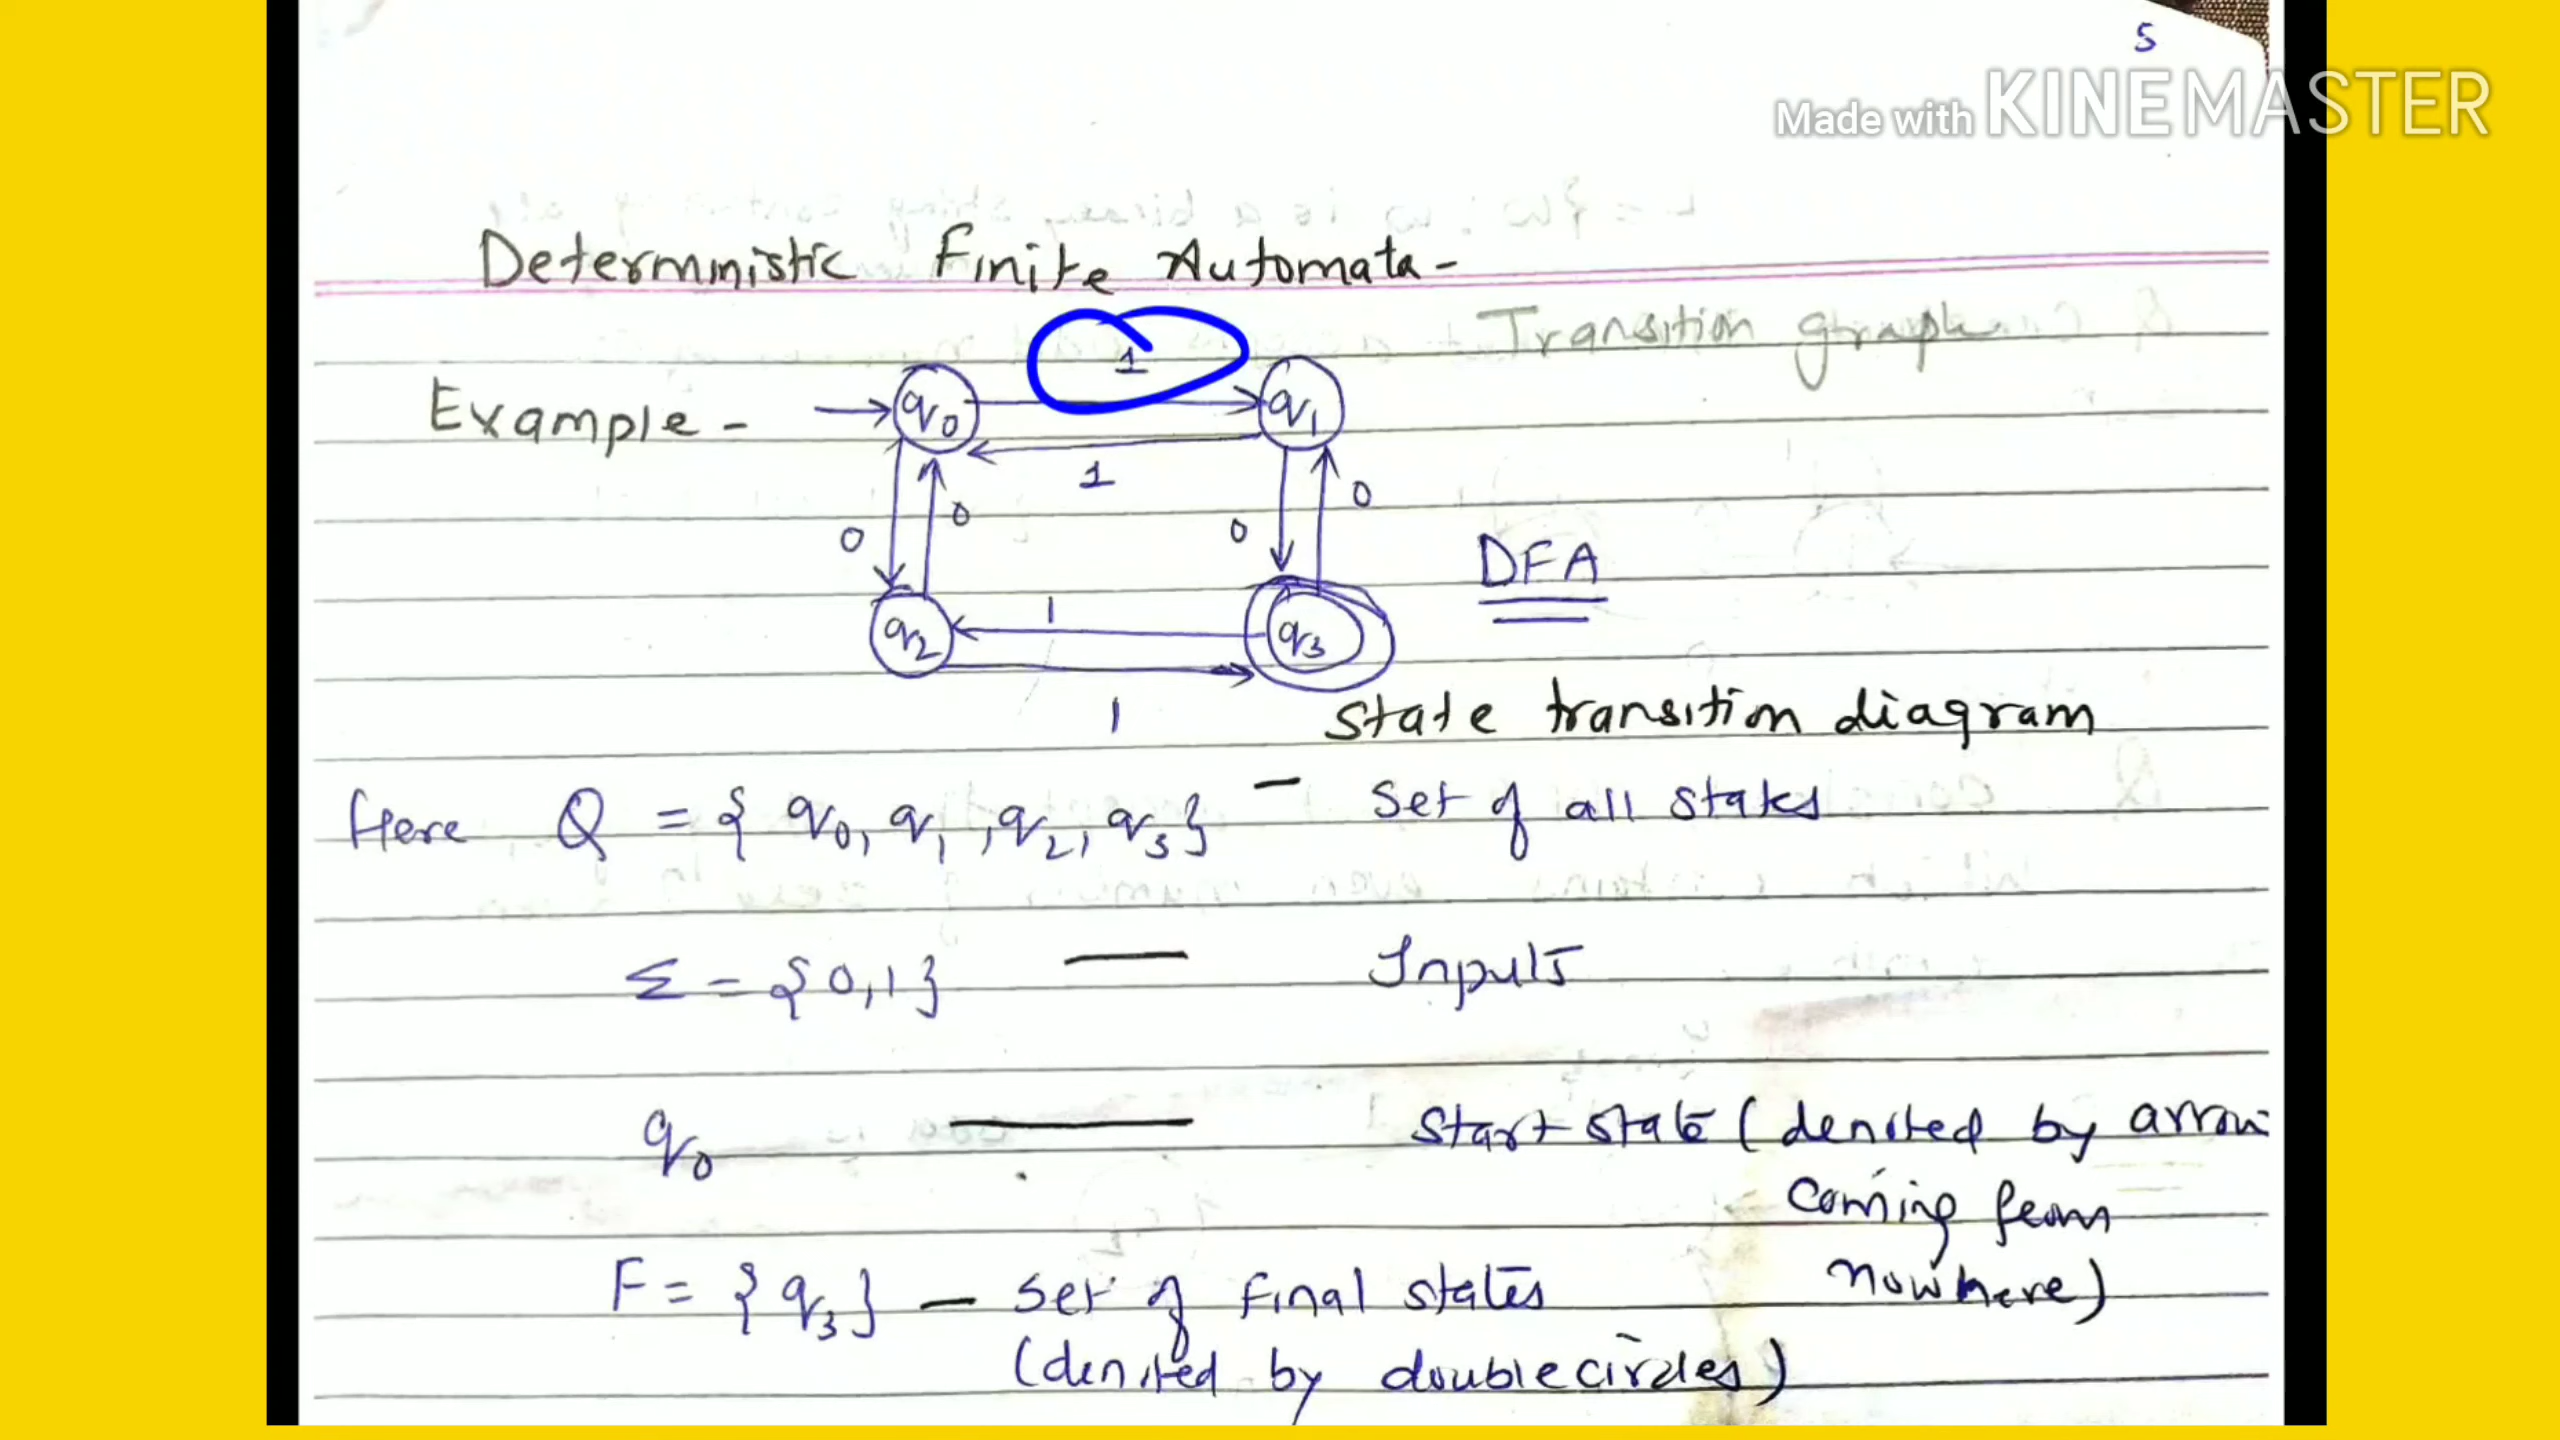 5
Made with KINEMASTER
Deterministic Finite Automata -
Transition graph
1
Example - q0 q1
1
0 0 0 0
DFA
1
q2 q3
1
State transition diagram
Here Q = { q0, q1, q2, q3} - Set of all states
Σ = {0,1} — Inputs
q0 — Start state (denoted by arrow
coming from
nowhere)
F = {q3} — Set of final states
(denoted by double circles)